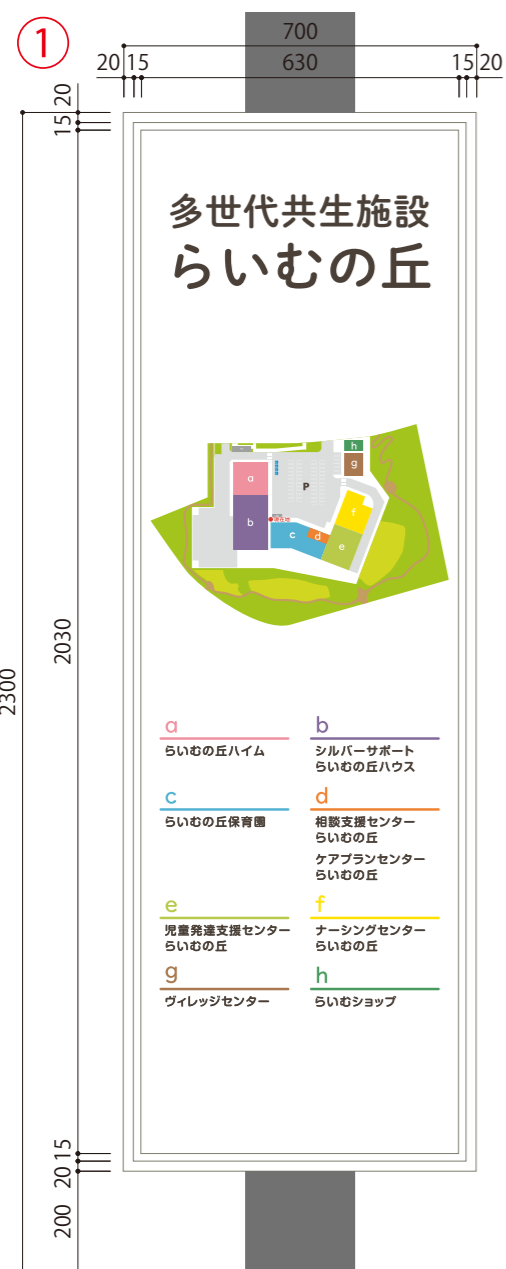 1
700
20 15 630 15 20
20
15
多世代共生施設
らいむの丘
h
g
a
P
f
b
現在地
c
d
e
2030
2300
a
らいむの丘ハイム
b
シルバーサポート
らいむの丘ハウス
c
らいむの丘保育園
d
相談支援センター
らいむの丘
ケアプランセンター
らいむの丘
e
児童発達支援センター
らいむの丘
f
ナーシングセンター
らいむの丘
g
ヴィレッジセンター
h
らいむショップ
15
20
200